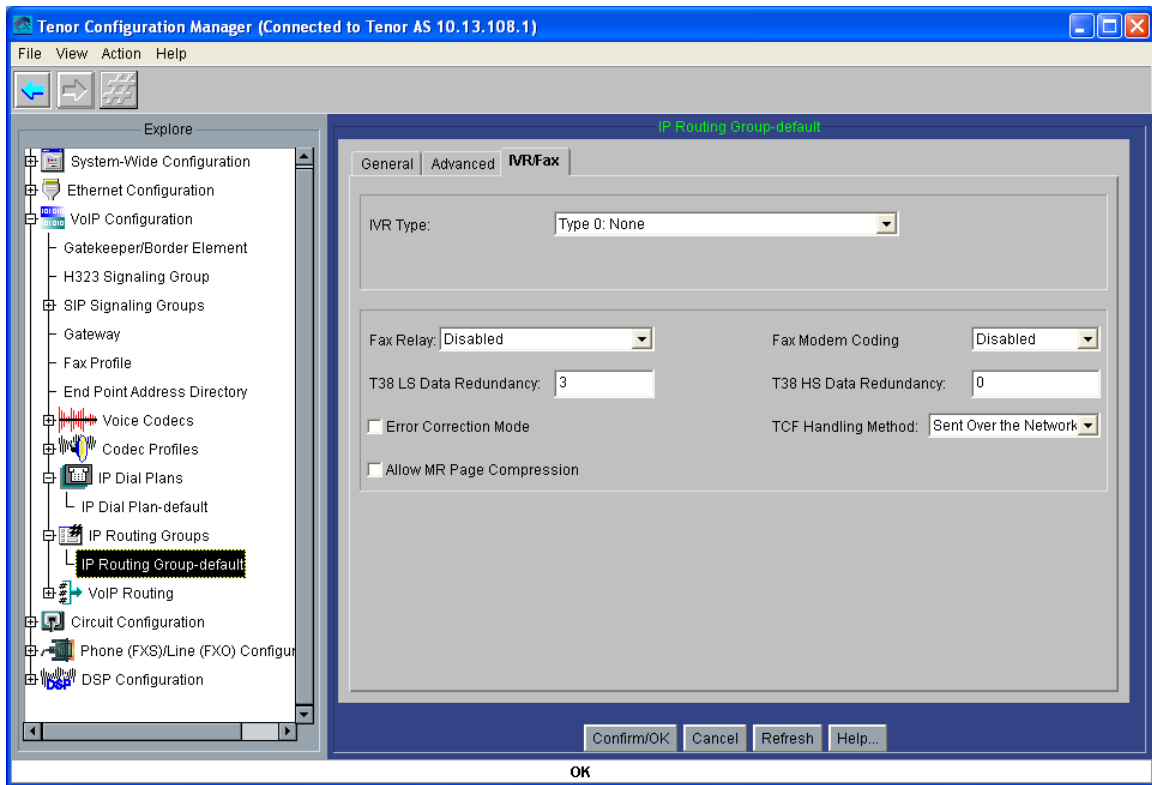 Tenor Configuration Manager (Connected to Tenor AS 10.13.108.1)
File View Action Help
Explore
System-Wide Configuration
Ethernet Configuration
VoIP Configuration
Gatekeeper/Border Element
H323 Signaling Group
SIP Signaling Groups
Gateway
Fax Profile
End Point Address Directory
Voice Codecs
Codec Profiles
IP Dial Plans
IP Dial Plan-default
IP Routing Groups
IP Routing Group-default
VoIP Routing
Circuit Configuration
Phone (FXS)/Line (FXO) Configur
DSP DSP Configuration
IP Routing Group-default
General Advanced IVR/Fax
IVR Type: Type 0: None
Fax Relay: Disabled Fax Modem Coding Disabled
T38 LS Data Redundancy: 3 T38 HS Data Redundancy: 0
Error Correction Mode TCF Handling Method: Sent Over the Network
Allow MR Page Compression
Confirm/OK Cancel Refresh Help...
OK